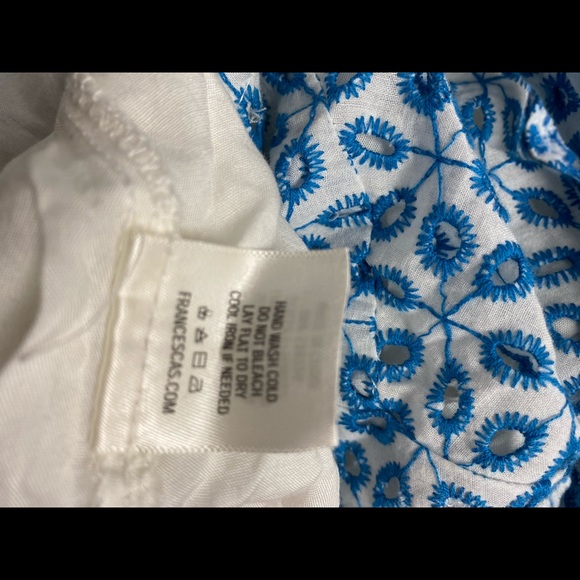 HAND WASH COLD
DO NOT BLEACH
LAY FLAT TO DRY
COOL IRON IF NEEDED
FRANCESCAS.COM